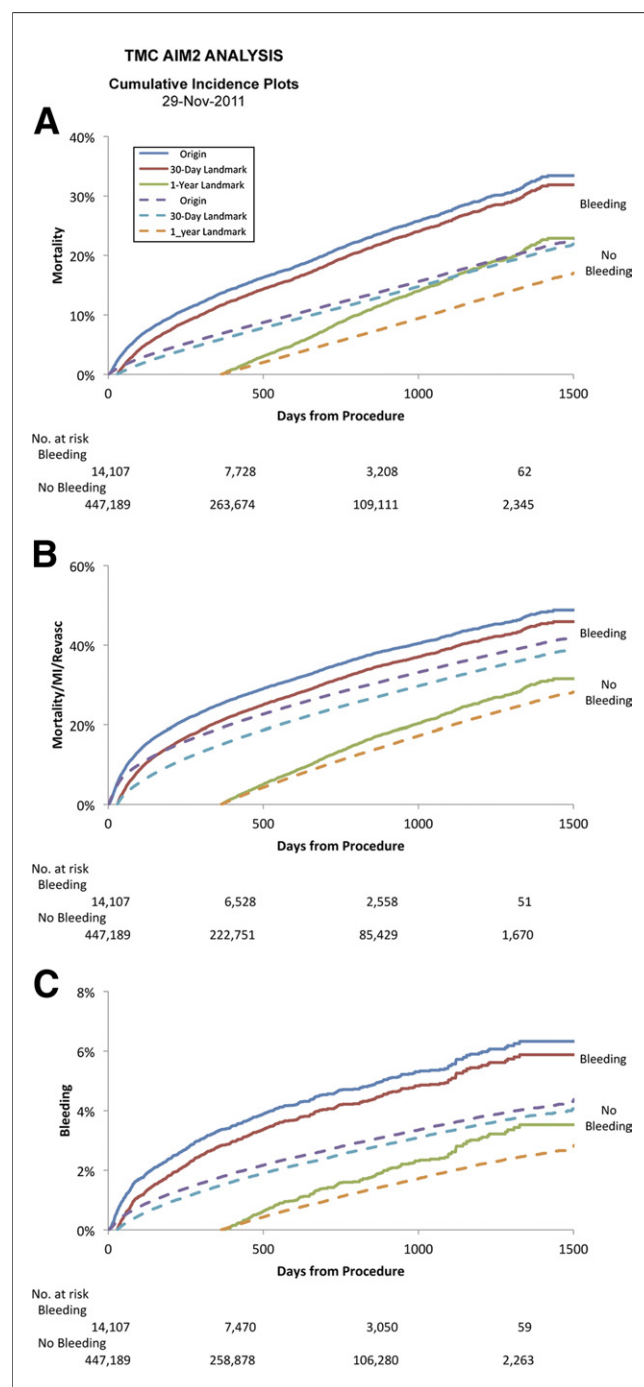 TMC AIM2 ANALYSIS
Cumulative Incidence Plots
29-Nov-2011
A
40%
30%
20%
10%
0%
Mortality
Origin
30-Day Landmark
1-Year Landmark
Origin
30-Day Landmark
1_year Landmark
Bleeding
No
Bleeding
0 500 1000 1500
Days from Procedure
No. at risk
Bleeding
14,107 7,728 3,208 62
No Bleeding
447,189 263,674 109,111 2,345
B
60%
40%
20%
0%
Mortality/MI/Revasc
Bleeding
No
Bleeding
0 500 1000 1500
Days from Procedure
No. at risk
Bleeding
14,107 6,528 2,558 51
No Bleeding
447,189 222,751 85,429 1,670
C
8%
6%
4%
2%
0%
Bleeding
Bleeding
No
Bleeding
0 500 1000 1500
Days from Procedure
No. at risk
Bleeding
14,107 7,470 3,050 59
No Bleeding
447,189 258,878 106,280 2,263